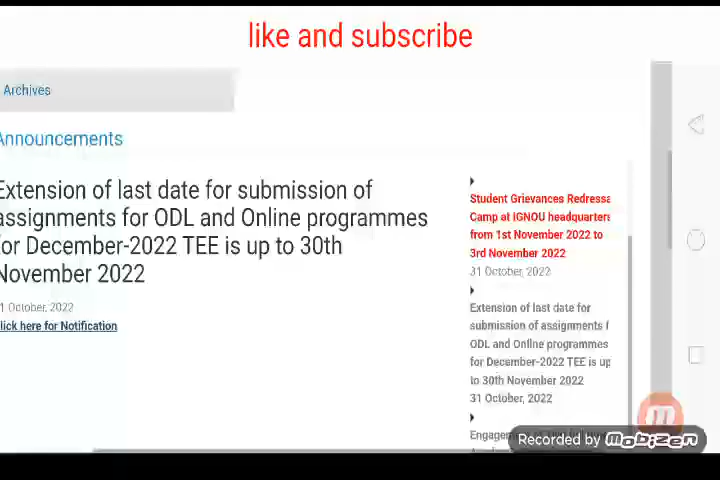 like and subscribe
Archives
Announcements
Extension of last date for submission of
assignments for ODL and Online programmes
for December-2022 TEE is up to 30th
November 2022
1 October, 2022
lick here for Notification
Student Grievances Redressa
Camp at IGNOU headquarters
from 1st November 2022 to
3rd November 2022
31 October, 2022
Extension of last date for
submission of assignments f
ODL and Online programmes
for December-2022 TEE is up
to 30th November 2022
31 October, 2022
Recorded by MOBIZEN